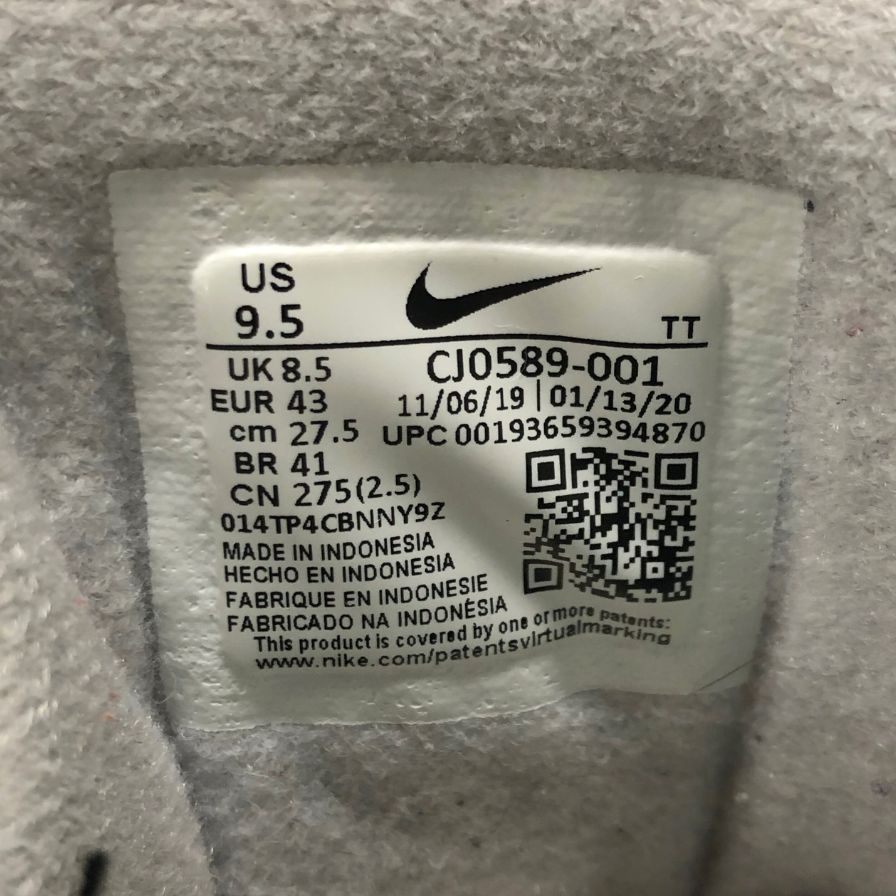 US
9.5
TT
UK 8.5
CJ0589-001
EUR 43
11/06/19 | 01/13/20
cm 27.5
UPC 00193659394870
BR 41
CN 275(2.5)
014TP4CBNNY9Z
MADE IN INDONESIA
HECHO EN INDONESIA
FABRIQUE EN INDONESIE
FABRICADO NA INDONÉSIA
This product is covered by one or more patents:
www.nike.com/patentsvirtualmarking